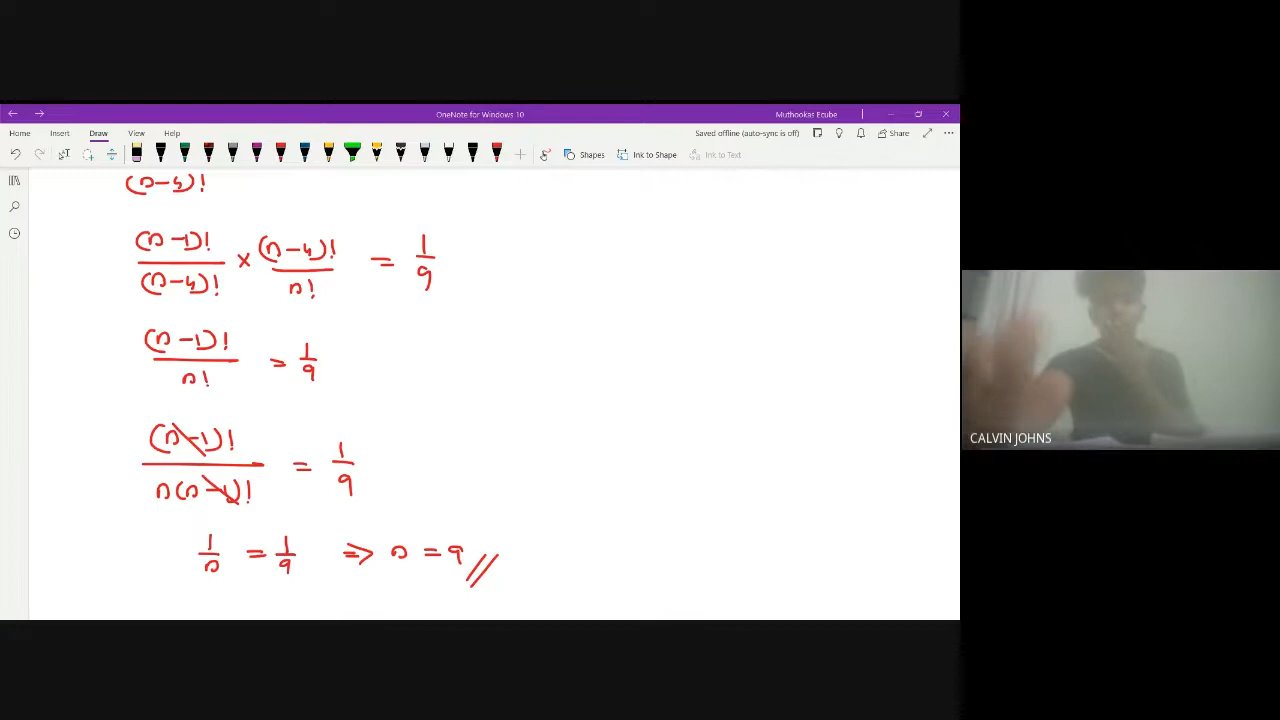 OneNote for Windows 10
Muthookas Ecube
Home Insert Draw View Help
Saved offline (auto-sync is off) Share
Shapes Ink to Shape Ink to Text
(n-4)!
(n-1)!/(n-4)! × (n-4)!/n! = 1/9
(n-1)!/n! = 1/9
(n-1)!/n(n-1)! = 1/9
1/n = 1/9 => n = 9 //
CALVIN JOHNS